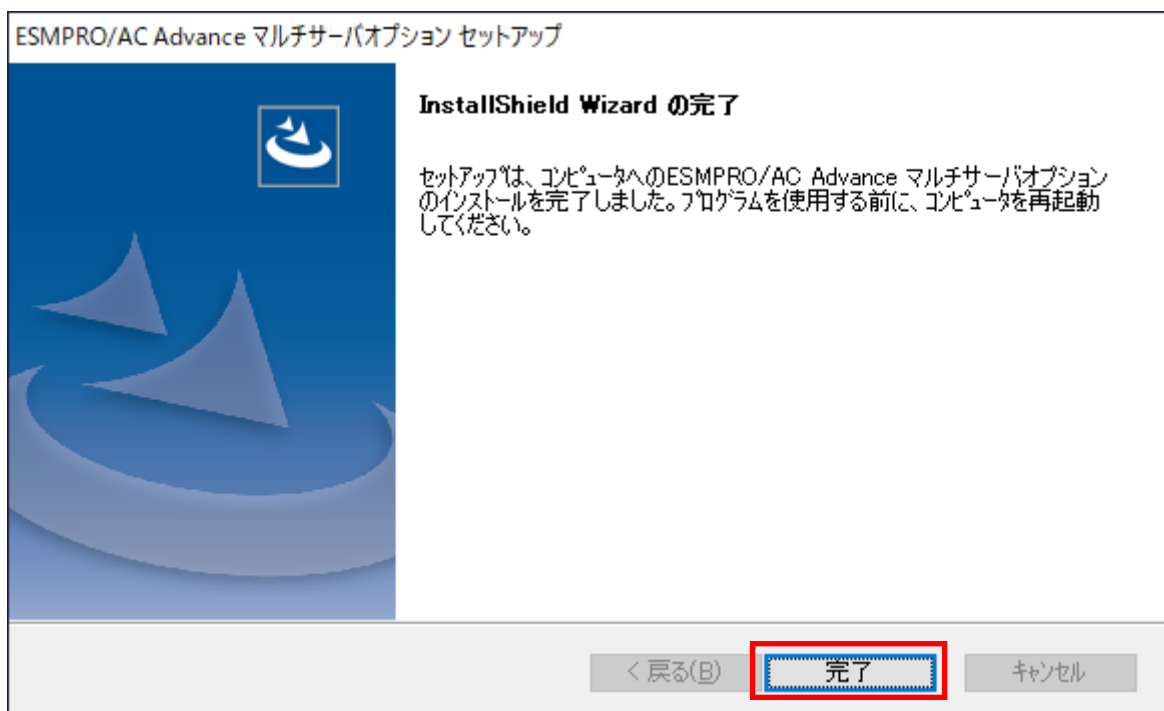 ESMPRO/AC Advance マルチサーバオプション セットアップ
InstallShield Wizard の完了
セットアップは、コンピュータへのESMPRO/AC Advance マルチサーバオプション
のインストールを完了しました。プログラムを使用する前に、コンピュータを再起動
してください。
< 戻る(B)
完了
キャンセル